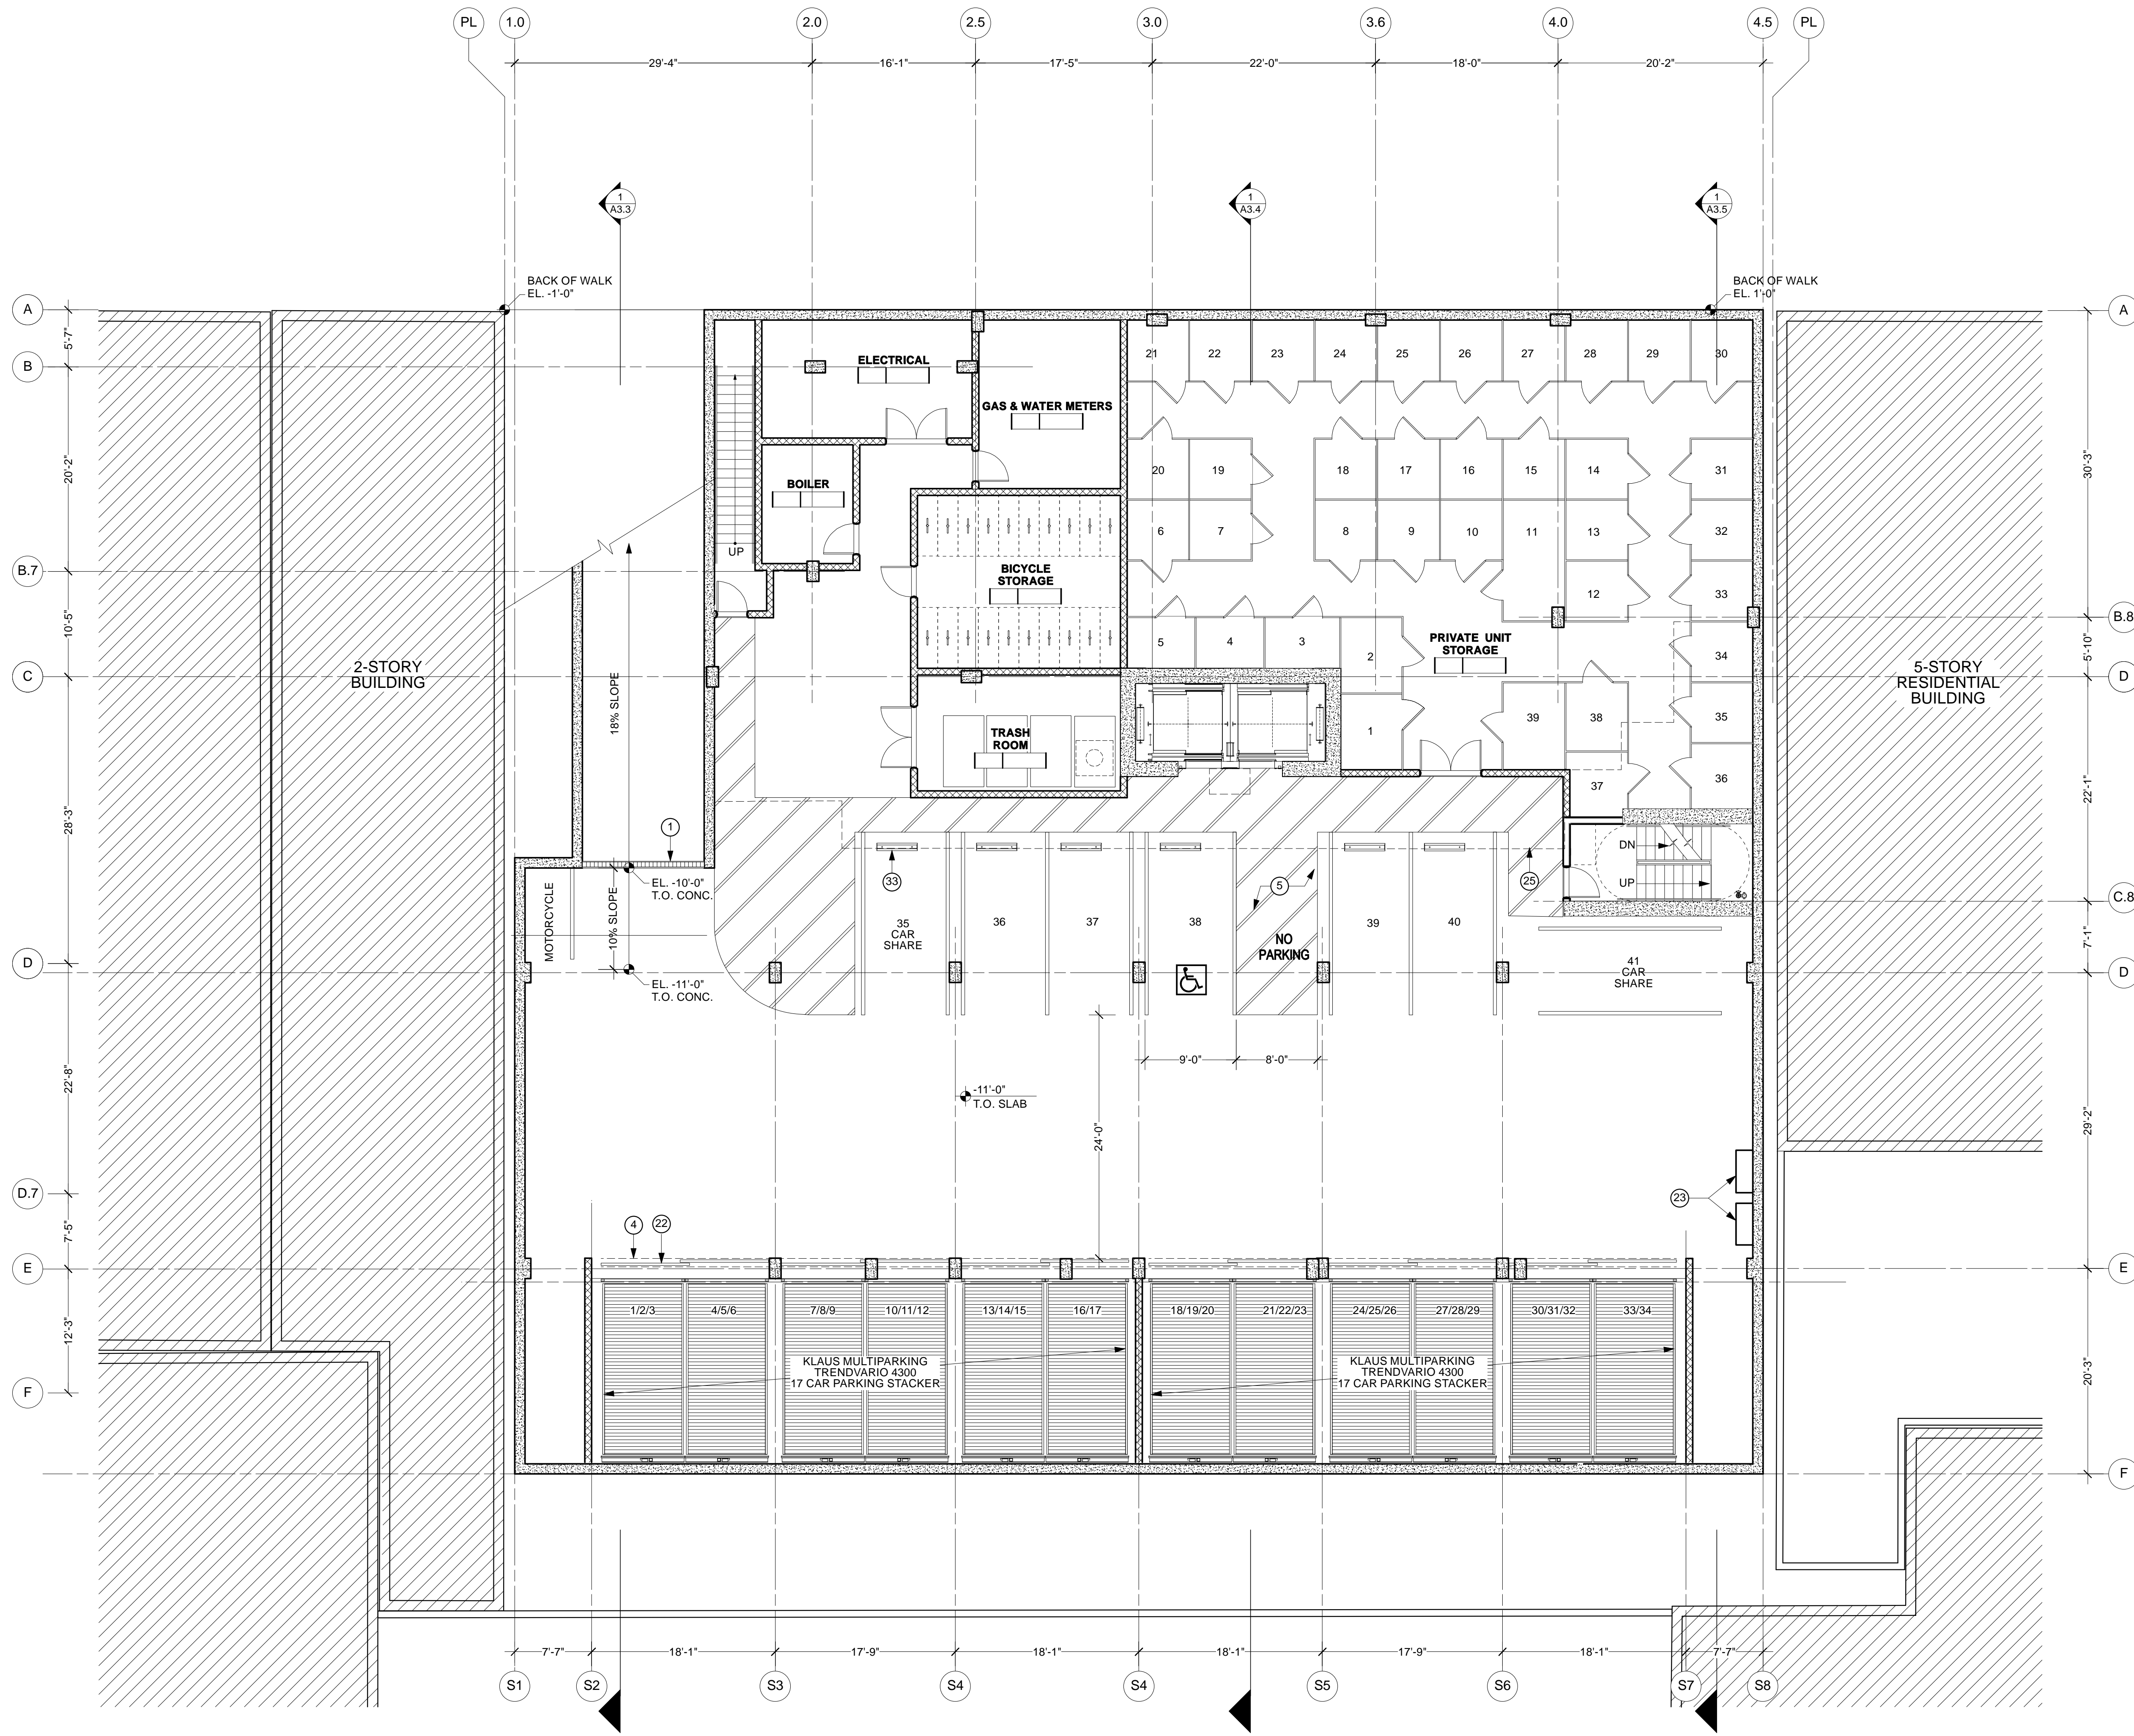 PL
1.0
2.0
2.5
3.0
3.6
4.0
4.5
PL
29'-4"
16'-1"
17'-5"
22'-0"
18'-0"
20'-2"
1
A3.3
1
A3.4
1
A3.5
BACK OF WALK
EL. -1'-0"
BACK OF WALK
EL. 1'-0"
A
5'-7"
B
20'-2"
B.7
10'-5"
C
28'-3"
D
22'-8"
D.7
7'-5"
E
12'-3"
F
A
30'-3"
B.8
5'-10"
D
22'-1"
C.8
7'-1"
D
29'-2"
E
20'-3"
F
2-STORY
BUILDING
5-STORY
RESIDENTIAL
BUILDING
ELECTRICAL
GAS & WATER METERS
BOILER
UP
BICYCLE
STORAGE
TRASH
ROOM
PRIVATE UNIT
STORAGE
21
22
23
24
25
26
27
28
29
30
20
19
18
17
16
15
14
31
6
7
8
9
10
11
13
32
12
33
5
4
3
2
34
1
39
38
35
37
36
DN
UP
18% SLOPE
1
EL. -10'-0"
T.O. CONC.
10% SLOPE
MOTORCYCLE
EL. -11'-0"
T.O. CONC.
33
5
25
35
CAR
SHARE
36
37
38
NO
PARKING
39
40
41
CAR
SHARE
9'-0"
8'-0"
-11'-0"
T.O. SLAB
24'-0"
23
4
22
1/2/3
4/5/6
7/8/9
10/11/12
13/14/15
16/17
18/19/20
21/22/23
24/25/26
27/28/29
30/31/32
33/34
KLAUS MULTIPARKING
TRENDVARIO 4300
17 CAR PARKING STACKER
KLAUS MULTIPARKING
TRENDVARIO 4300
17 CAR PARKING STACKER
7'-7"
18'-1"
17'-9"
18'-1"
18'-1"
17'-9"
18'-1"
7'-7"
S1
S2
S3
S4
S4
S5
S6
S7
S8